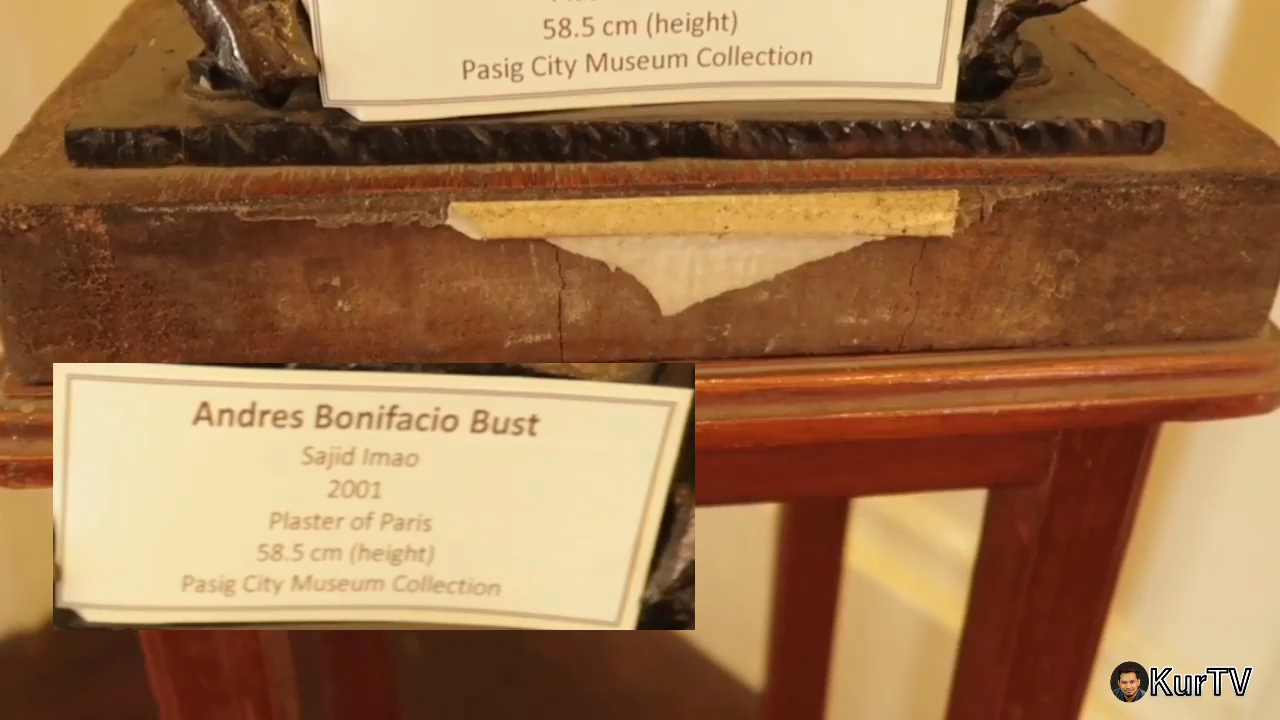 58.5 cm (height)
Pasig City Museum Collection
Andres Bonifacio Bust
Sajid Imao
2001
Plaster of Paris
58.5 cm (height)
Pasig City Museum Collection
KurTV